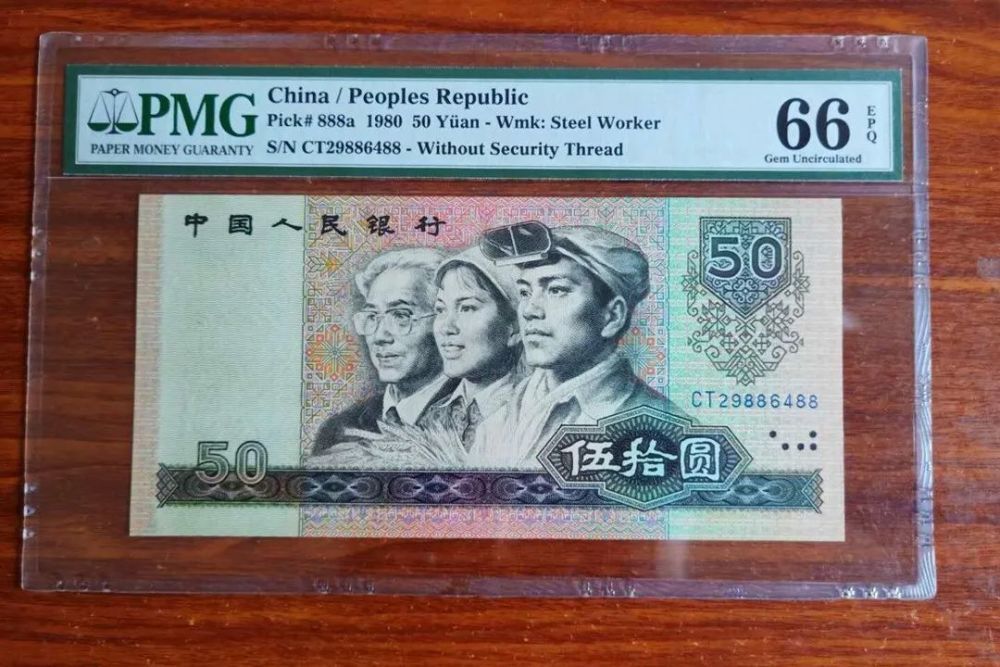 PMG
PAPER MONEY GUARANTY
China / Peoples Republic
Pick# 888a 1980 50 Yüan - Wmk: Steel Worker
S/N CT29886488 - Without Security Thread
66
EPQ
Gem Uncirculated
中国人民银行
50
CT29886488
50
伍拾圆